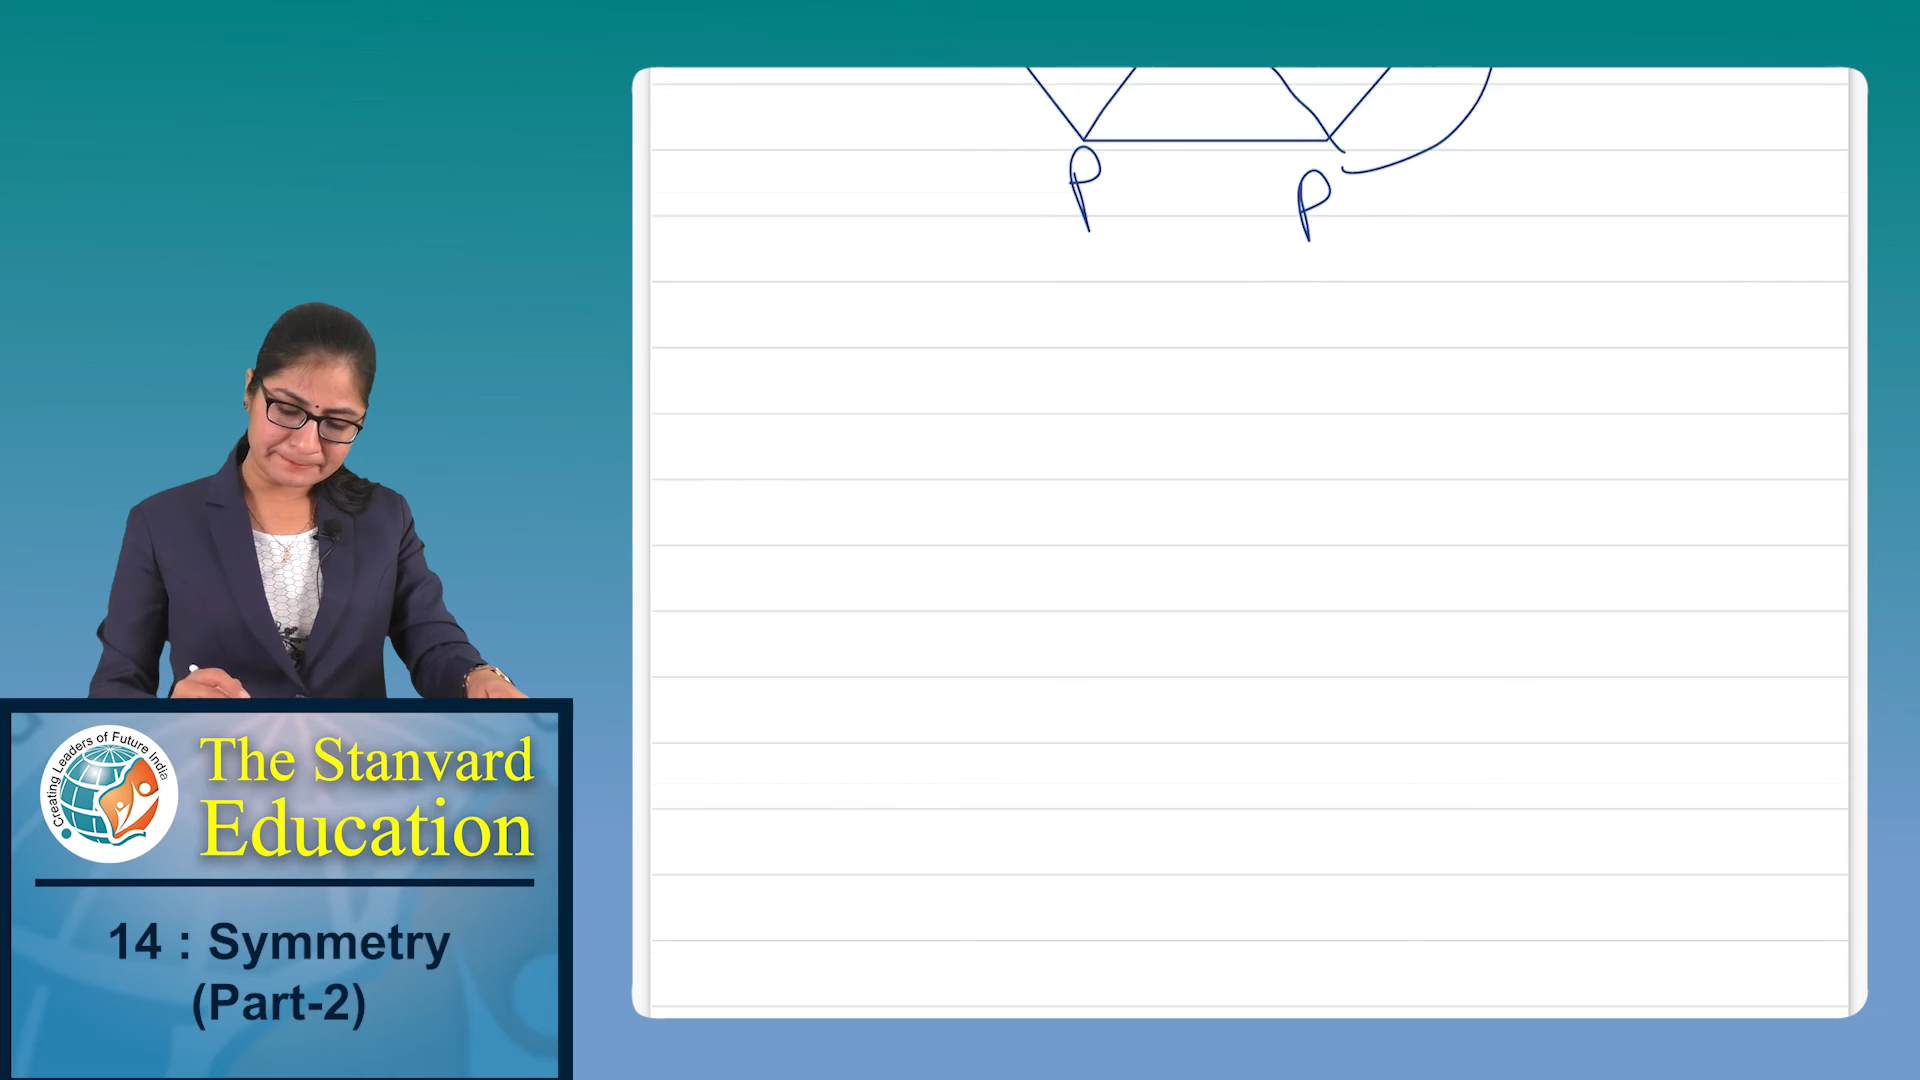 P
P
Creating Leaders of Future India
The Stanvard
Education
14 : Symmetry
(Part-2)